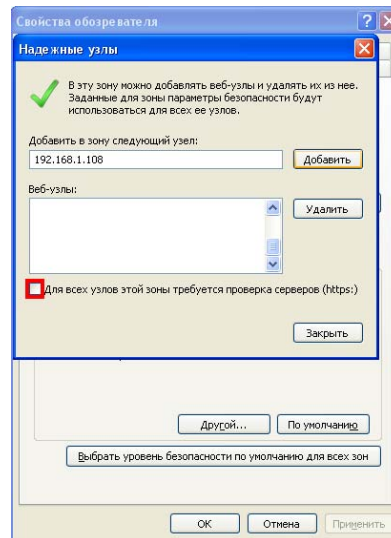 Свойства обозревателя
Надежные узлы
В эту зону можно добавлять веб-узлы и удалять их из нее.
Заданные для зоны параметры безопасности будут
использоваться для всех ее узлов.
Добавить в зону следующий узел:
192.168.1.108
Добавить
Веб-узлы:
Удалить
Для всех узлов этой зоны требуется проверка серверов (https:)
Закрыть
Другой...
По умолчанию
Выбрать уровень безопасности по умолчанию для всех зон
ОК
Отмена
Применить